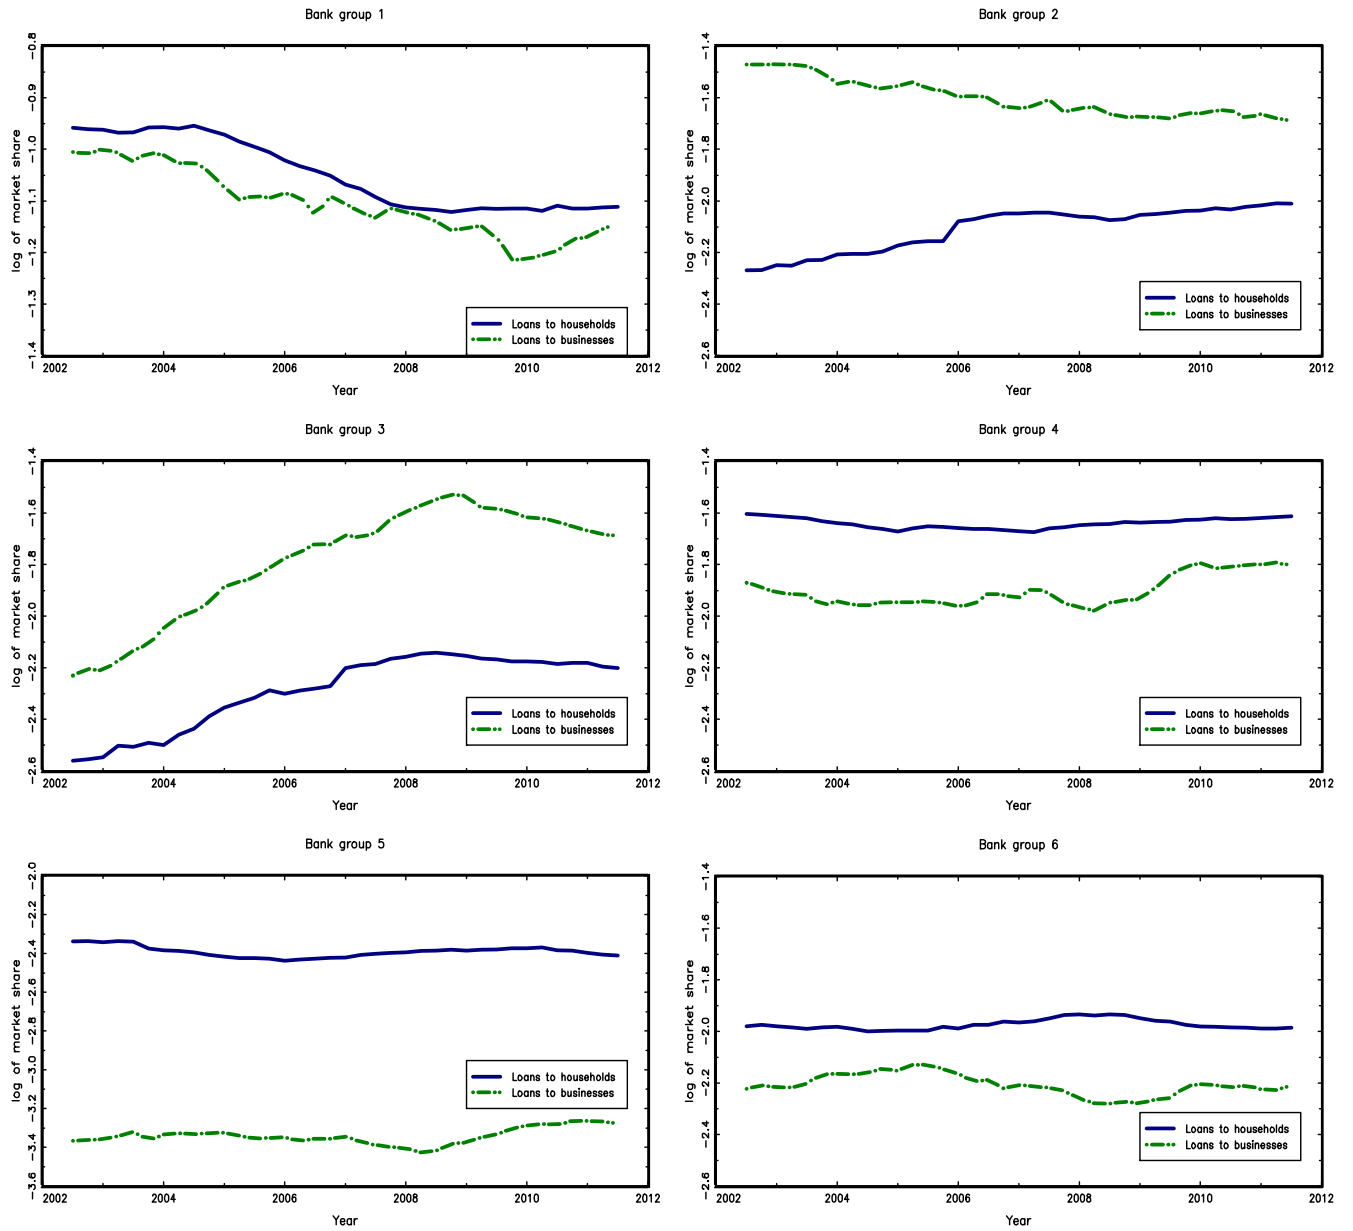 Bank group 1
log of market share
-0.8
-0.9
-1.0
-1.1
-1.2
-1.3
-1.4
Loans to households
Loans to businesses
2002 2004 2006 2008 2010 2012
Year
Bank group 2
log of market share
-1.4
-1.6
-1.8
-2.0
-2.2
-2.4
-2.6
Loans to households
Loans to businesses
2002 2004 2006 2008 2010 2012
Year
Bank group 3
log of market share
-1.4
-1.6
-1.8
-2.0
-2.2
-2.4
-2.6
Loans to households
Loans to businesses
2002 2004 2006 2008 2010 2012
Year
Bank group 4
log of market share
-1.4
-1.6
-1.8
-2.0
-2.2
-2.4
-2.6
Loans to households
Loans to businesses
2002 2004 2006 2008 2010 2012
Year
Bank group 5
log of market share
-2.0
-2.2
-2.4
-2.6
-2.8
-3.0
-3.2
-3.4
-3.6
Loans to households
Loans to businesses
2002 2004 2006 2008 2010 2012
Year
Bank group 6
log of market share
-1.4
-1.6
-1.8
-2.0
-2.2
-2.4
-2.6
Loans to households
Loans to businesses
2002 2004 2006 2008 2010 2012
Year